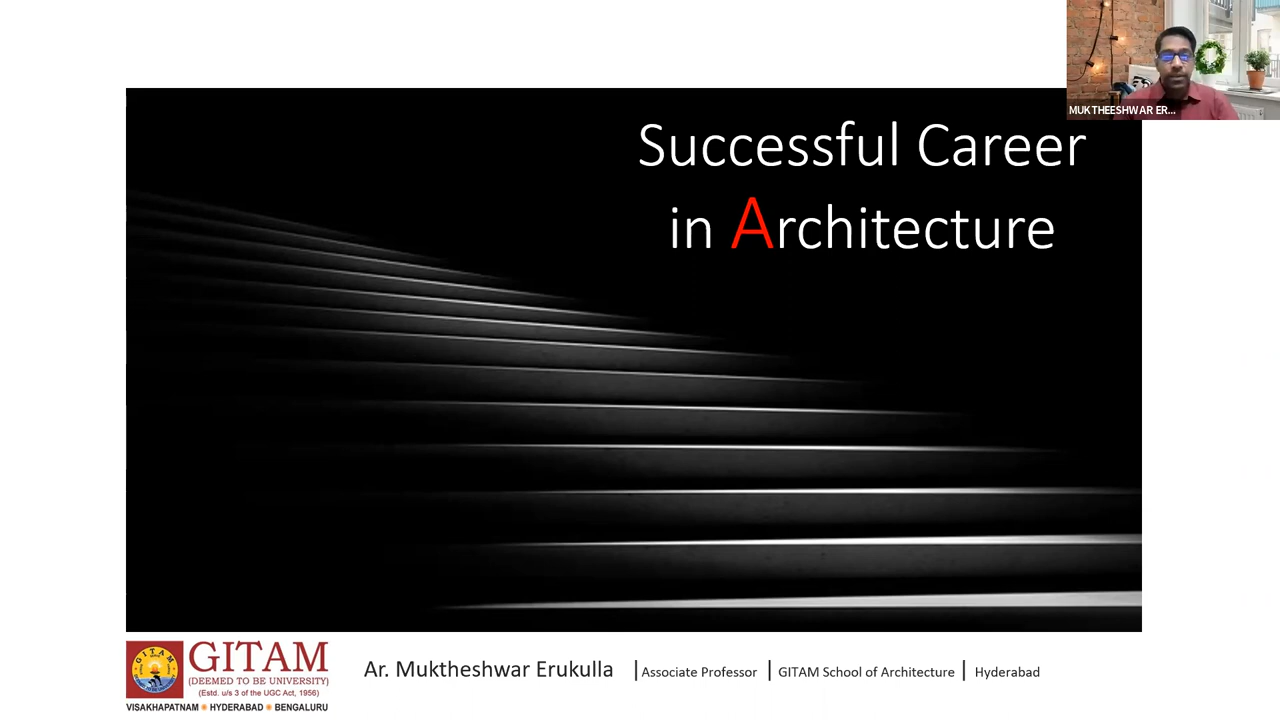 MUKTHEESHWAR ER...
Successful Career
in Architecture
GITAM
GITAM
(DEEMED TO BE UNIVERSITY)
(Estd. u/s 3 of the UGC Act, 1956)
VISAKHAPATNAM ✷ HYDERABAD ✷ BENGALURU
Ar. Muktheshwar Erukulla | Associate Professor | GITAM School of Architecture | Hyderabad